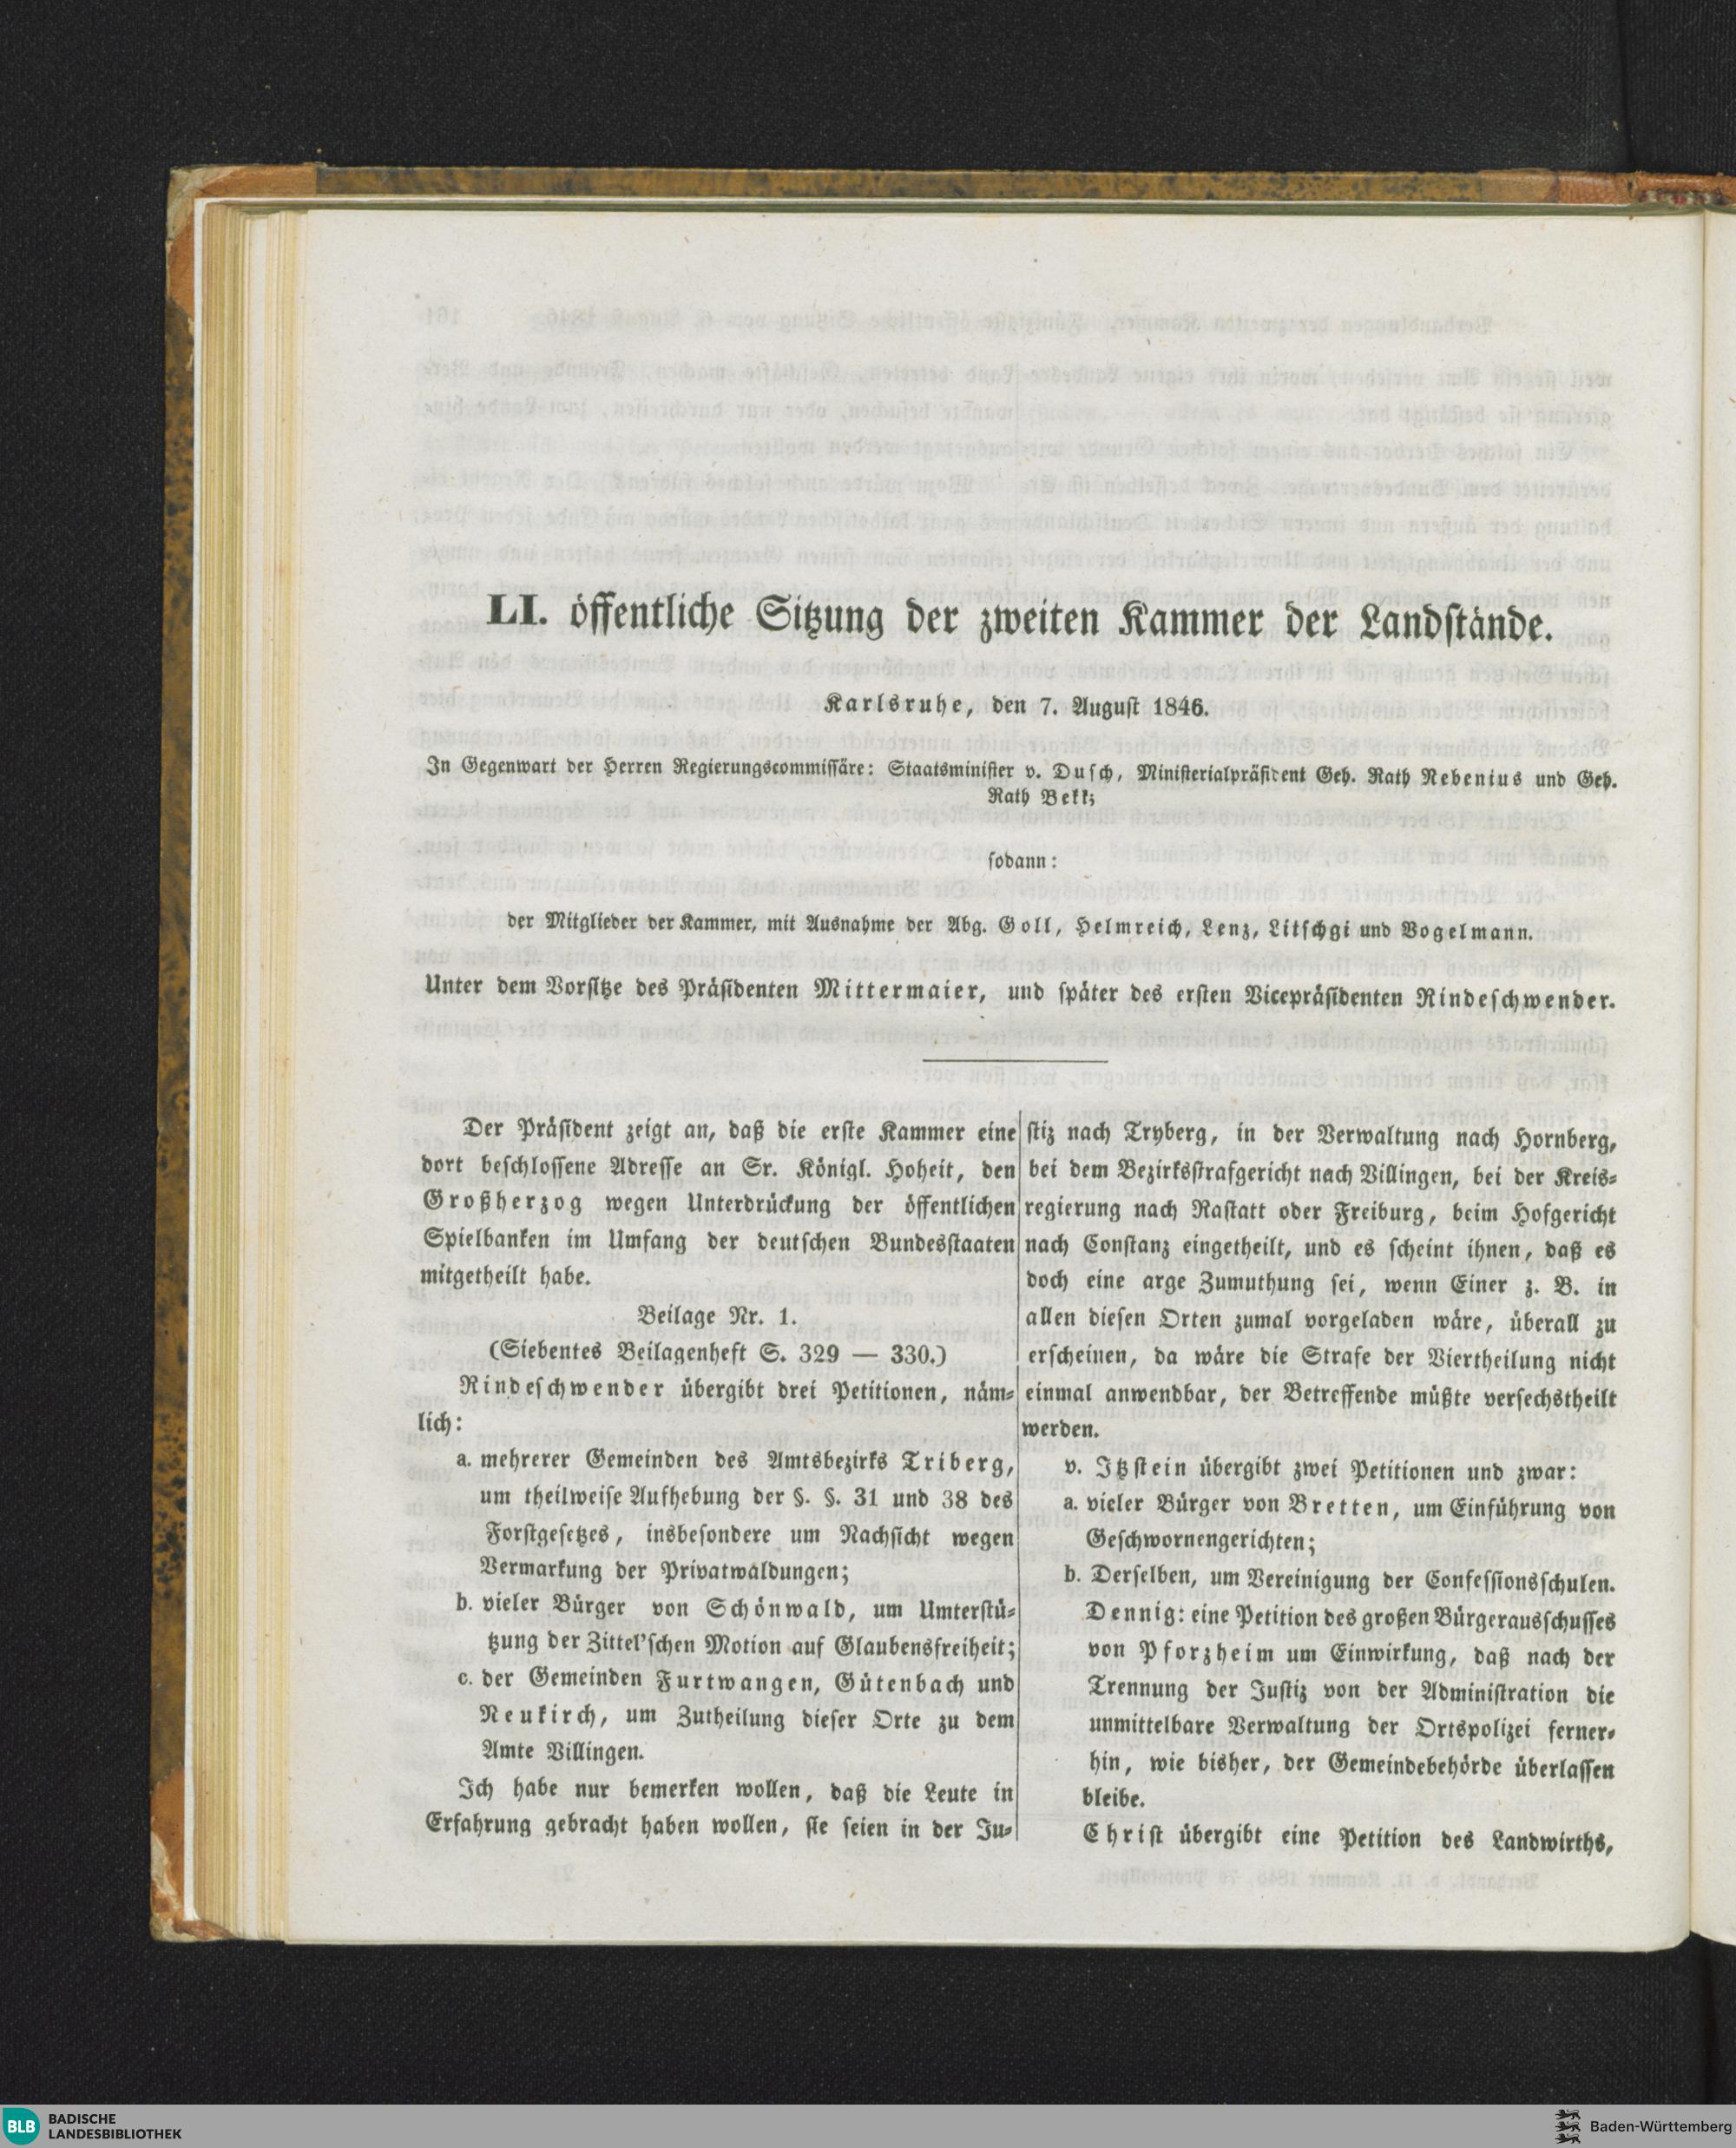 LI. öffentliche Sitzung der zweiten Kammer der Landstände.
Karlsruhe, den 7. August 1846.
In Gegenwart der Herren Regierungscommissäre: Staatsminister v. Dusch, Ministerialpräsident Geh. Rath Nebenius und Geh.
Rath Bekk;
sodann:
der Mitglieder der Kammer, mit Ausnahme der Abg. Goll, Helmreich, Lenz, Litschgi und Vogelmann.
Unter dem Vorsitze des Präsidenten Mittermaier, und später des ersten Vicepräsidenten Rindeschwender.
Der Präsident zeigt an, daß die erste Kammer eine
dort beschlossene Adresse an Sr. Königl. Hoheit, den
Großherzog wegen Unterdrückung der öffentlichen
Spielbanken im Umfang der deutschen Bundesstaaten
mitgetheilt habe.
Beilage Nr. 1.
(Siebentes Beilagenheft S. 329 — 330.)
Rindeschwender übergibt drei Petitionen, näm-
lich:
a. mehrerer Gemeinden des Amtsbezirks Triberg,
um theilweise Aufhebung der §. §. 31 und 38 des
Forstgesetzes, insbesondere um Nachsicht wegen
Vermarkung der Privatwaldungen;
b. vieler Bürger von Schönwald, um Umterstü-
tzung der Zittel'schen Motion auf Glaubensfreiheit;
c. der Gemeinden Furtwangen, Gütenbach und
Neukirch, um Zutheilung dieser Orte zu dem
Amte Villingen.
Ich habe nur bemerken wollen, daß die Leute in
Erfahrung gebracht haben wollen, sie seien in der Ju-
stiz nach Tryberg, in der Verwaltung nach Hornberg,
bei dem Bezirksstrafgericht nach Villingen, bei der Kreis-
regierung nach Rastatt oder Freiburg, beim Hofgericht
nach Constanz eingetheilt, und es scheint ihnen, daß es
doch eine arge Zumuthung sei, wenn Einer z. B. in
allen diesen Orten zumal vorgeladen wäre, überall zu
erscheinen, da wäre die Strafe der Viertheilung nicht
einmal anwendbar, der Betreffende müßte versechstheilt
werden.
v. Itzstein übergibt zwei Petitionen und zwar:
a. vieler Bürger von Bretten, um Einführung von
Geschwornengerichten;
b. Derselben, um Vereinigung der Confessionsschulen.
Dennig: eine Petition des großen Bürgerausschusses
von Pforzheim um Einwirkung, daß nach der
Trennung der Justiz von der Administration die
unmittelbare Verwaltung der Ortspolizei ferner-
hin, wie bisher, der Gemeindebehörde überlassen
bleibe.
Christ übergibt eine Petition des Landwirths,
BLB BADISCHE
LANDESBIBLIOTHEK
Baden-Württemberg